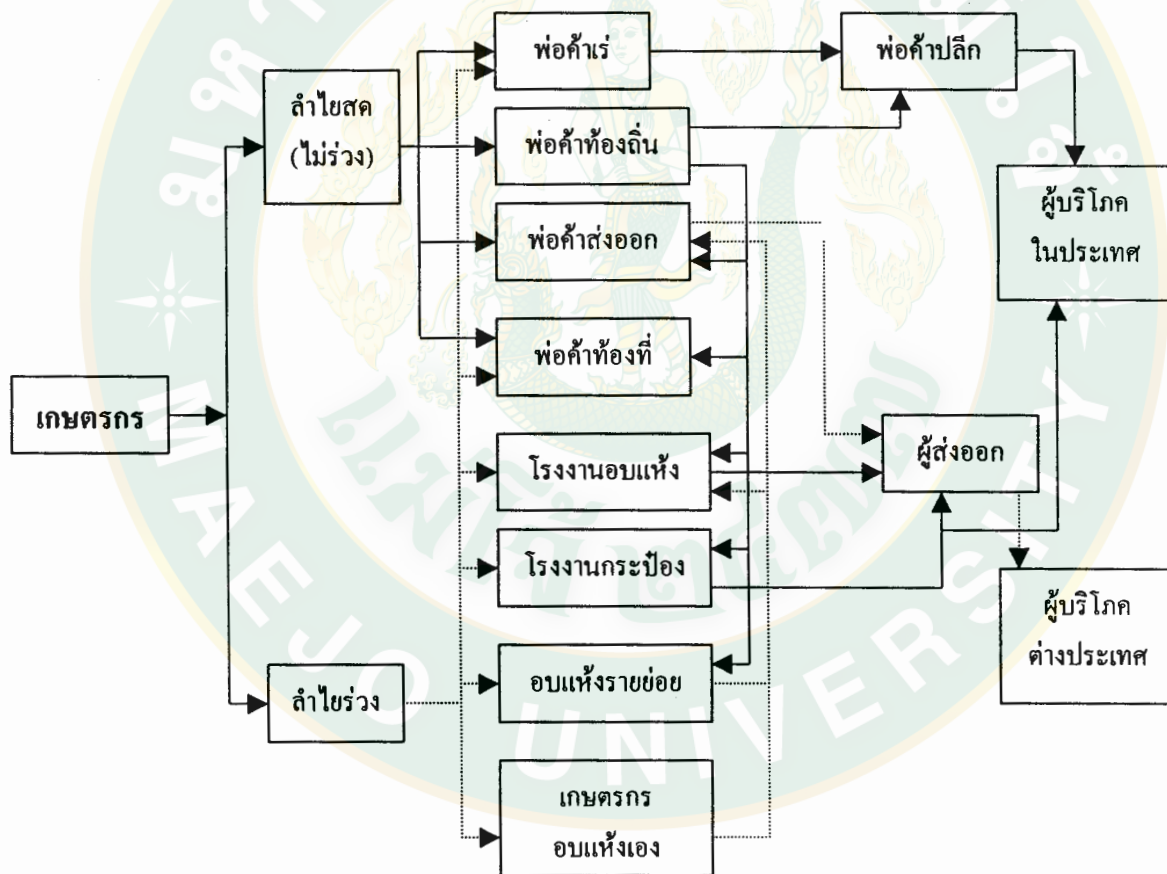 พ่อค้าเร่
พ่อค้าปลีก
ลำไยสด
(ไม่ร่วง)
พ่อค้าท้องถิ่น
ผู้บริโภค
ในประเทศ
พ่อค้าส่งออก
พ่อค้าท้องที่
เกษตรกร
โรงงานอบแห้ง
ผู้ส่งออก
โรงงานกระป๋อง
ผู้บริโภค
ต่างประเทศ
ลำไยร่วง
อบแห้งรายย่อย
เกษตรกร
อบแห้งเอง
MAEJO UNIVERSITY